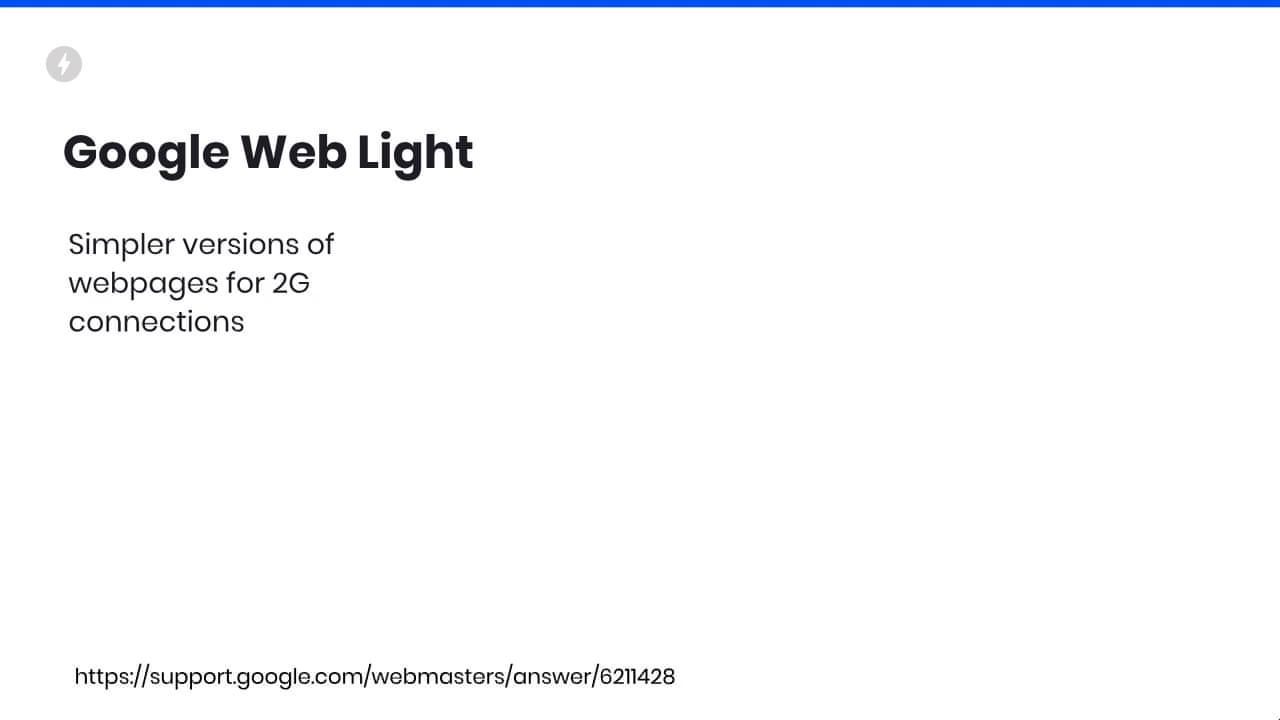 Google Web Light
Simpler versions of
webpages for 2G
connections
https://support.google.com/webmasters/answer/6211428